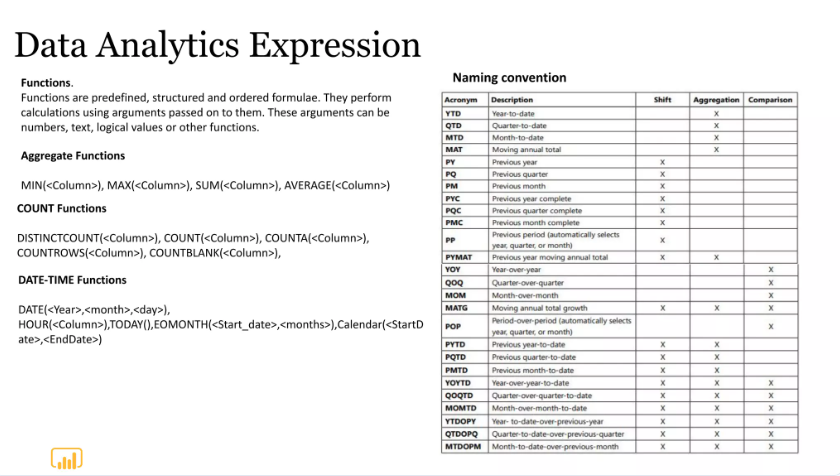 Data Analytics Expression
Functions.
Functions are predefined, structured and ordered formulae. They perform
calculations using arguments passed on to them. These arguments can be
numbers, text, logical values or other functions.
Aggregate Functions
MIN(<Column>), MAX(<Column>), SUM(<Column>), AVERAGE(<Column>)
COUNT Functions
DISTINCTCOUNT(<Column>), COUNT(<Column>), COUNTA(<Column>),
COUNTROWS(<Column>), COUNTBLANK(<Column>),
DATE-TIME Functions
DATE(<Year>,<month>,<day>),
HOUR(<Column>),TODAY(),EOMONTH(<Start_date>,<months>),Calendar(<StartD
ate>,<EndDate>)
Naming convention
Acronym Description Shift Aggregation Comparison
YTD Year-to-date X
QTD Quarter-to-date X
MTD Month-to-date X
MAT Moving annual total X
PY Previous year X
PQ Previous quarter X
PM Previous month X
PYC Previous year complete X
PQC Previous quarter complete X
PMC Previous month complete X
PP Previous period (automatically selects
year, quarter, or month) X
PYMAT Previous year moving annual total X X
YOY Year-over-year X
QOQ Quarter-over-quarter X
MOM Month-over-month X
MATG Moving annual total growth X X X
POP Period-over-period (automatically selects
year, quarter, or month) X
PYTD Previous year-to-date X X
PQTD Previous quarter-to-date X X
PMTD Previous month-to-date X X
YOYTD Year-over-year-to-date X X X
QOQTD Quarter-over-quarter-to-date X X X
MOMTD Month-over-month-to-date X X X
YTDOPY Year- to-date-over-previous-year X X X
QTDOPQ Quarter-to-date-over-previous-quarter X X X
MTDOPM Month-to-date-over-previous-month X X X